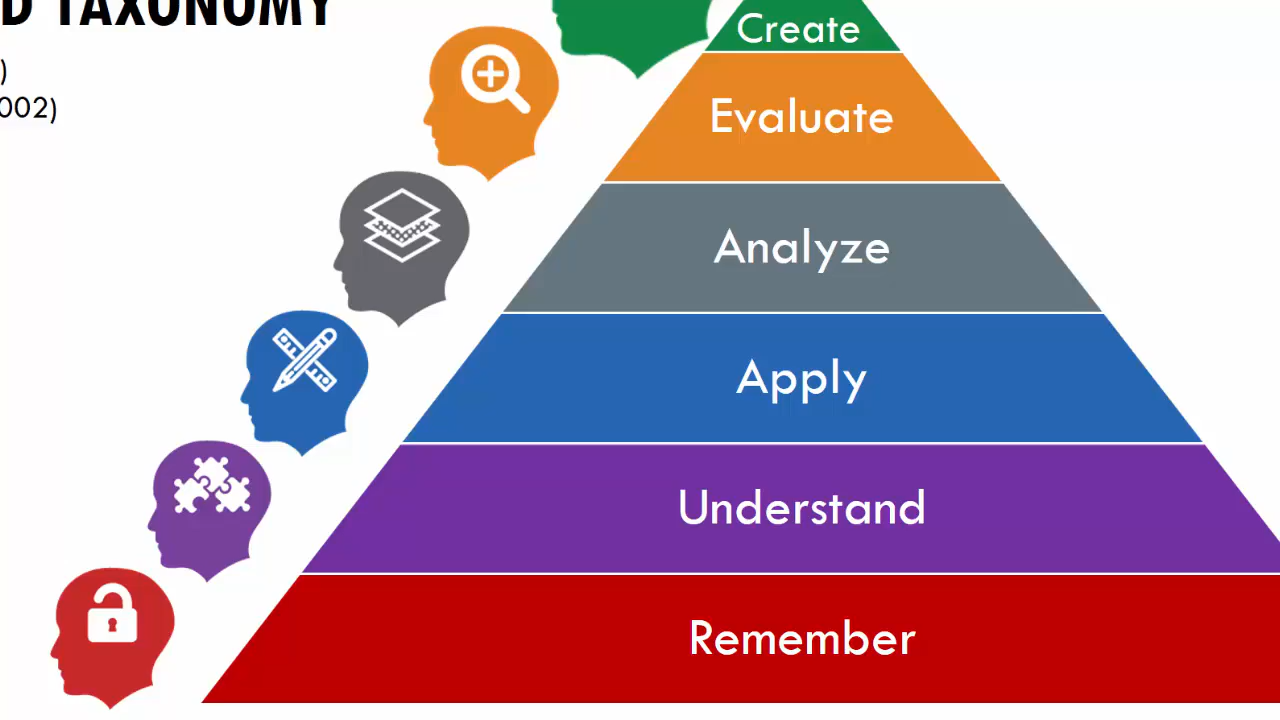 D TAXONOMY
)
002)
Create
Evaluate
Analyze
Apply
Understand
Remember